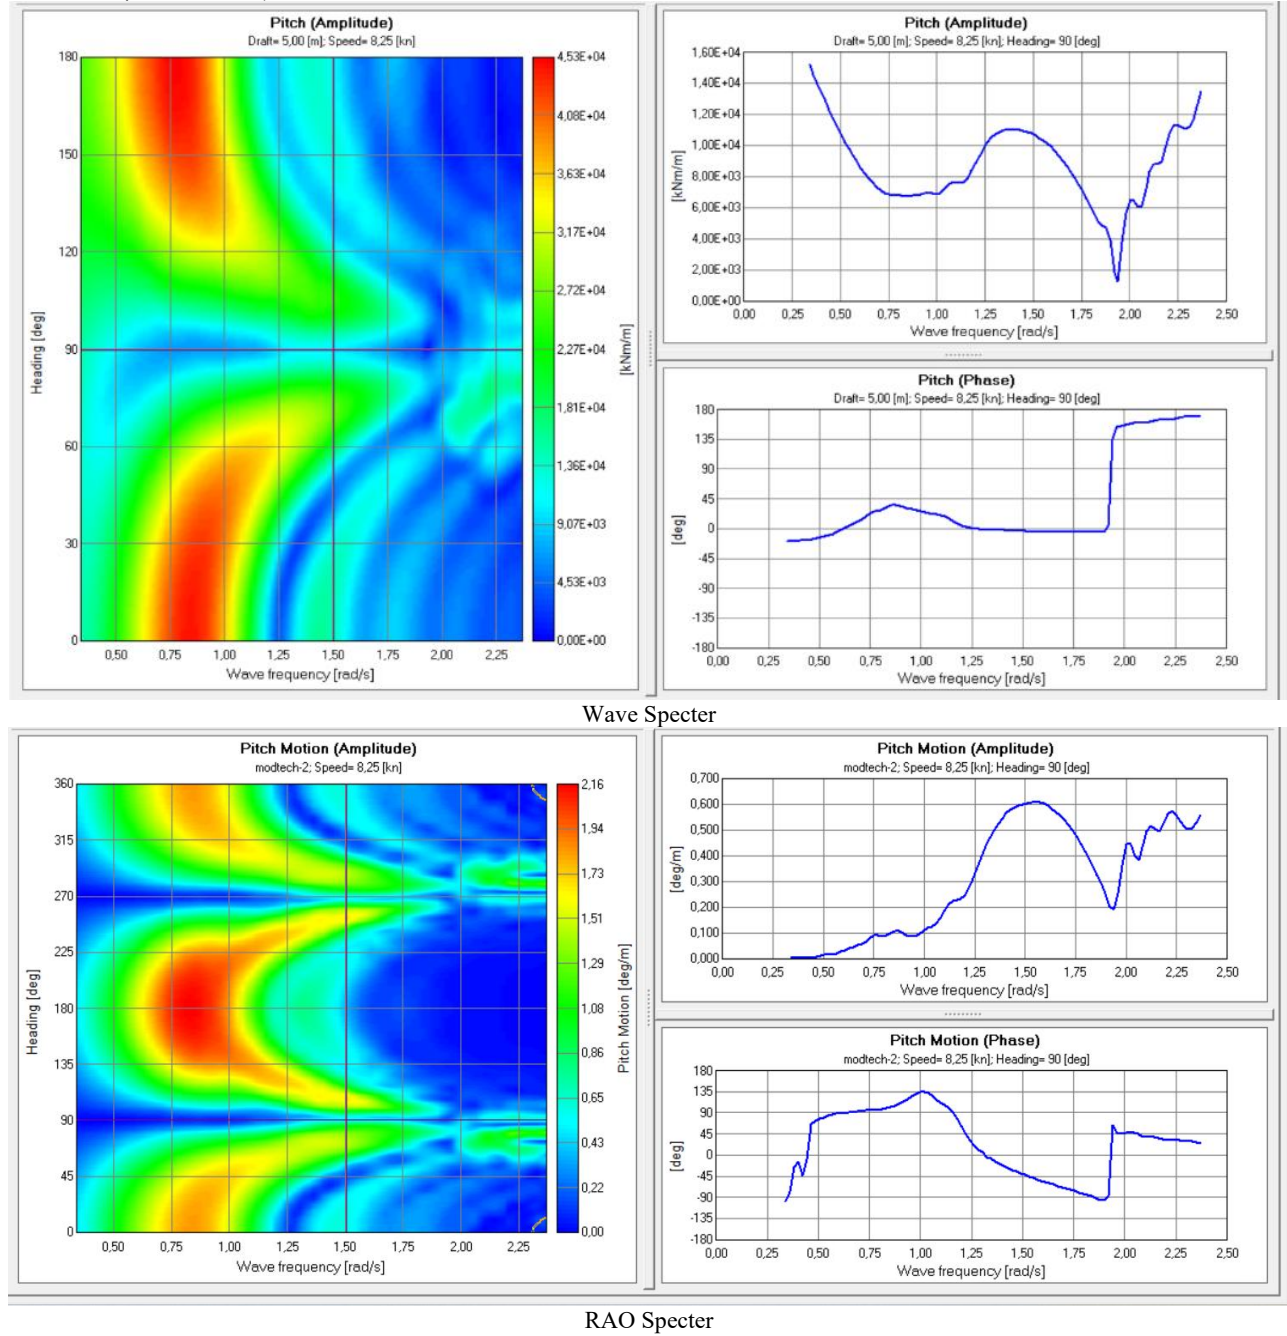 Pitch (Amplitude)
Draft= 5,00 [m]; Speed= 8,25 [kn]
180
150
120
90
60
30
0
Heading [deg]
0,50 0,75 1,00 1,25 1,50 1,75 2,00 2,25
Wave frequency [rad/s]
4,53E+04
4,08E+04
3,63E+04
3,17E+04
2,72E+04
2,27E+04
1,81E+04
1,36E+04
9,07E+03
4,53E+03
0,00E+00
[kNm/m]
Pitch (Amplitude)
Draft= 5,00 [m]; Speed= 8,25 [kn]; Heading= 90 [deg]
1,60E+04
1,40E+04
1,20E+04
1,00E+04
8,00E+03
6,00E+03
4,00E+03
2,00E+03
0,00E+00
[kNm/m]
0,00 0,25 0,50 0,75 1,00 1,25 1,50 1,75 2,00 2,25 2,50
Wave frequency [rad/s]
Pitch (Phase)
Draft= 5,00 [m]; Speed= 8,25 [kn]; Heading= 90 [deg]
180
135
90
45
0
-45
-90
-135
-180
[deg]
0,00 0,25 0,50 0,75 1,00 1,25 1,50 1,75 2,00 2,25 2,50
Wave frequency [rad/s]
Wave Specter
Pitch Motion (Amplitude)
modtech-2; Speed= 8,25 [kn]
360
315
270
225
180
135
90
45
0
Heading [deg]
0,50 0,75 1,00 1,25 1,50 1,75 2,00 2,25
Wave frequency [rad/s]
2,16
1,94
1,73
1,51
1,29
1,08
0,86
0,65
0,43
0,22
0,00
Pitch Motion [deg/m]
Pitch Motion (Amplitude)
modtech-2; Speed= 8,25 [kn]; Heading= 90 [deg]
0,700
0,600
0,500
0,400
0,300
0,200
0,100
0,000
[deg/m]
0,00 0,25 0,50 0,75 1,00 1,25 1,50 1,75 2,00 2,25 2,50
Wave frequency [rad/s]
Pitch Motion (Phase)
modtech-2; Speed= 8,25 [kn]; Heading= 90 [deg]
180
135
90
45
0
-45
-90
-135
-180
[deg]
0,00 0,25 0,50 0,75 1,00 1,25 1,50 1,75 2,00 2,25 2,50
Wave frequency [rad/s]
RAO Specter